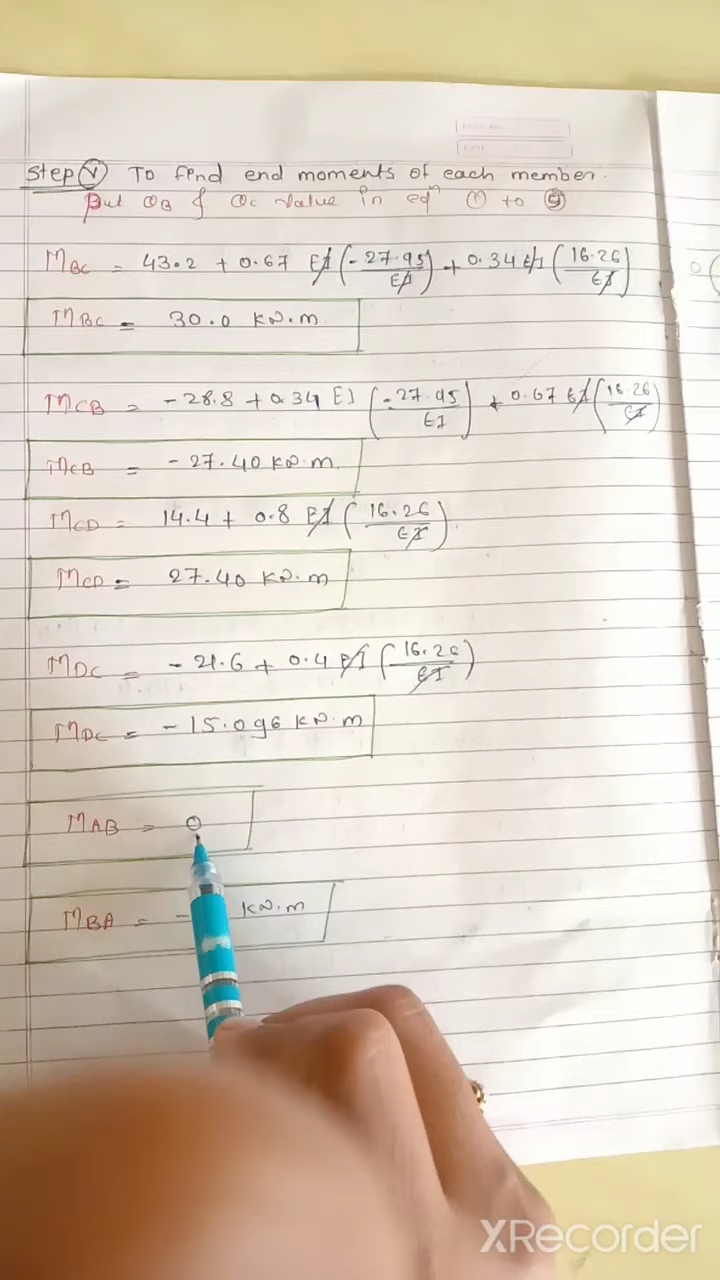 Step (V) To find end moments of each member.
Put θB & θc value in eqⁿ (1) to (9)
MBC = 43.2 + 0.67 EI (-27.95/EI) + 0.34 EI (16.26/EI)
MBC = 30.0 KN.m
MCB = -28.8 + 0.34 EI (-27.95/EI) + 0.67 EI (16.26/EI)
MCB = -27.40 KN.m
MCD = 14.4 + 0.8 EI (16.26/EI)
MCD = 27.40 KN.m
MDC = -21.6 + 0.4 EI (16.26/EI)
MDC = -15.096 KN.m
MAB = 0
MBA = - KN.m
XRecorder